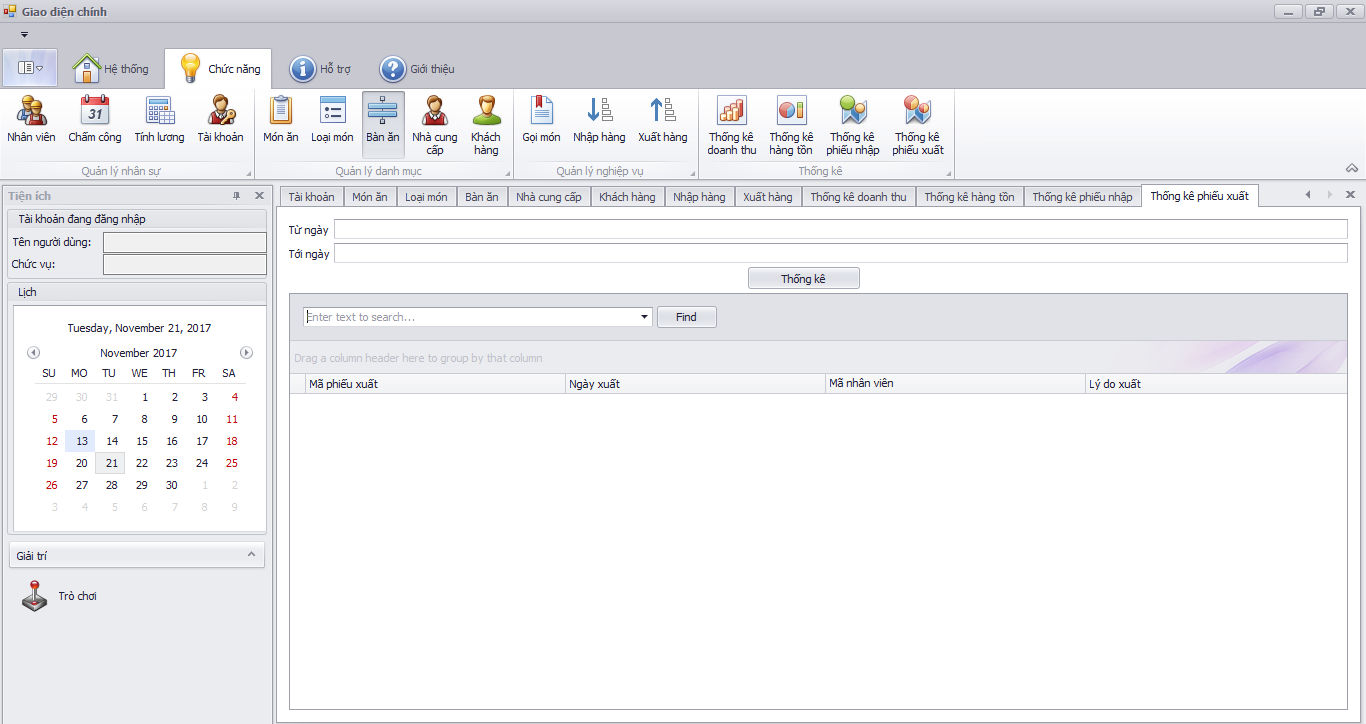 Giao diện chính
Hệ thống
Chức năng
Hỗ trợ
Giới thiệu
Nhân viên
Chấm công
31
Tính lương
Tài khoản
Món ăn
Loại món
Bàn ăn
Nhà cung cấp
Khách hàng
Gọi món
Nhập hàng
Xuất hàng
Thống kê doanh thu
Thống kê hàng tồn
Thống kê phiếu nhập
Thống kê phiếu xuất
Quản lý nhân sự
Quản lý danh mục
Quản lý nghiệp vụ
Thống kê
Tiện ích
Tài khoản đang đăng nhập
Tên người dùng:
Chức vụ:
Lịch
Tuesday, November 21, 2017
November 2017
SU MO TU WE TH FR SA
29 30 31 1 2 3 4
5 6 7 8 9 10 11
12 13 14 15 16 17 18
19 20 21 22 23 24 25
26 27 28 29 30 1 2
3 4 5 6 7 8 9
Giải trí
Trò chơi
Tài khoản Món ăn Loại món Bàn ăn Nhà cung cấp Khách hàng Nhập hàng Xuất hàng Thống kê doanh thu Thống kê hàng tồn Thống kê phiếu nhập Thống kê phiếu xuất
Từ ngày
Tới ngày
Thống kê
Enter text to search...
Find
Drag a column header here to group by that column
Mã phiếu xuất Ngày xuất Mã nhân viên Lý do xuất